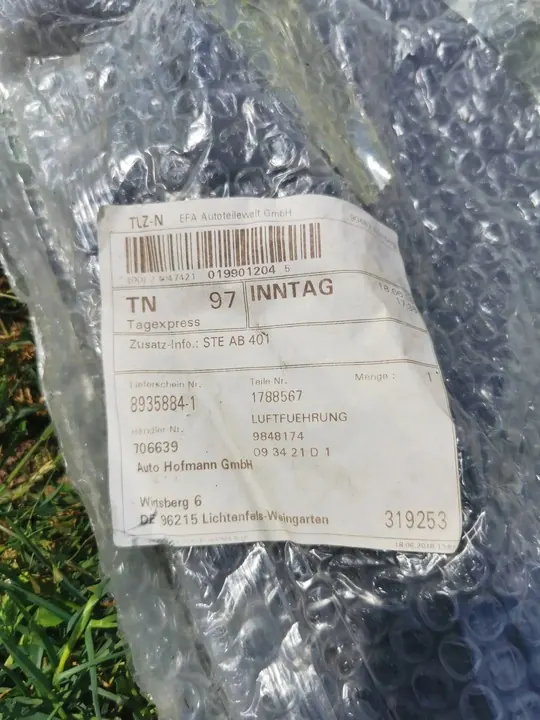 TLZ-N EFA Autoteilewelt GmbH
019901204 5
TN 97 INNTAG
Tagexpress
Zusatz-Info.: STE AB 401
Lieferschein Nr. Teile Nr. Menge : 1
8935884-1 1788567
LUFTFUEHRUNG
Händler Nr. 9848174
706639 09 34 21 D 1
Auto Hofmann GmbH
Wirtsberg 6
DE 96215 Lichtenfels-Weingarten 319253